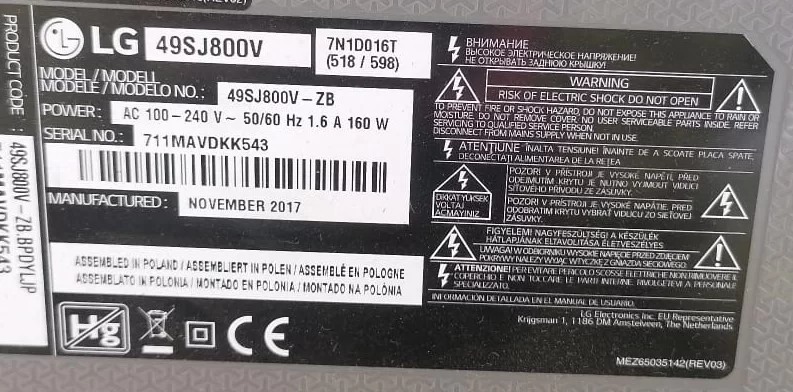 LG 49SJ800V 7N1D016T
(518 / 598)
MODEL / MODELL
MODÈLE / MODELO NO. : 49SJ800V-ZB
POWER: AC 100-240 V~ 50/60 Hz 1.6 A 160 W
SERIAL NO. : 711MAVDKK543
MANUFACTURED: NOVEMBER 2017
ASSEMBLED IN POLAND / ASSEMBLIERT IN POLEN / ASSEMBLÉ EN POLOGNE
ASSEMBLATO IN POLONIA / MONTADO EN POLONIA / MONTADO NA POLÓNIA
Hg
CE
PRODUCT CODE :
49SJ800V-ZB.BPDYLJP
ВНИМАНИЕ
ВЫСОКОЕ ЭЛЕКТРИЧЕСКОЕ НАПРЯЖЕНИЕ!
НЕ ОТКРЫВАТЬ ЗАДНЮЮ КРЫШКУ!
WARNING
RISK OF ELECTRIC SHOCK DO NOT OPEN
TO PREVENT FIRE OR SHOCK HAZARD, DO NOT EXPOSE THIS APPLIANCE TO RAIN OR
MOISTURE. DO NOT REMOVE COVER. NO USER SERVICEABLE PARTS INSIDE. REFER
SERVICING TO QUALIFIED SERVICE PERSON.
DISCONNECT FROM MAINS SUPPLY WHEN NOT IN USE.
ATENȚIUNE ÎNALTA TENSIUNE! ÎNAINTE DE A SCOATE PLACA SPATE,
DECONECTAȚI ALIMENTAREA DE LA REȚEA
DİKKAT YÜKSEK
VOLTAJ
AÇMAYINIZ
POZOR! V PŘÍSTROJI JE VYSOKÉ NAPĚTÍ, PŘED
ODEJMUTÍM KRYTU JE NUTNO VYJMOUT VIDLICI
SÍŤOVÉHO PŘÍVODU ZE ZÁSUVKY.
POZOR! V PRÍSTROJI JE VYSOKÉ NAPÄTIE. PRED
ODOBRATÍM KRYTU VYBRAŤ VIDLICU ZO SIEŤOVEJ
ZÁSUVKY.
FIGYELEM! NAGYFESZÜLTSÉG! A KÉSZÜLÉK
HÁTLAPJÁNAK ELTÁVOLÍTÁSA ÉLETVESZÉLYES
UWAGA! W ODBIORNIKU WYSOKIE NAPIĘCIE PRZED ZDJĘCIEM
POKRYWY NALEŻY WYJĄĆ WTYCZKĘ Z GNIAZDKA SIECIOWEGO
ATTENZIONE! PER EVITARE PERICOLO SCOSSE ELETTRICHE NON RIMUOVERE IL
COPERCHIO E NON TOCCARE LE PARTI INTERNE. RIVOLGETEVI A PERSONALE
SPECIALIZZATO.
INFORMACIÓN DETALLADA EN EL MANUAL DE USUARIO.
LG Electronics Inc. EU Representative
Krijgsman 1, 1186 DM Amstelveen, The Netherlands
MEZ65035142(REV03)